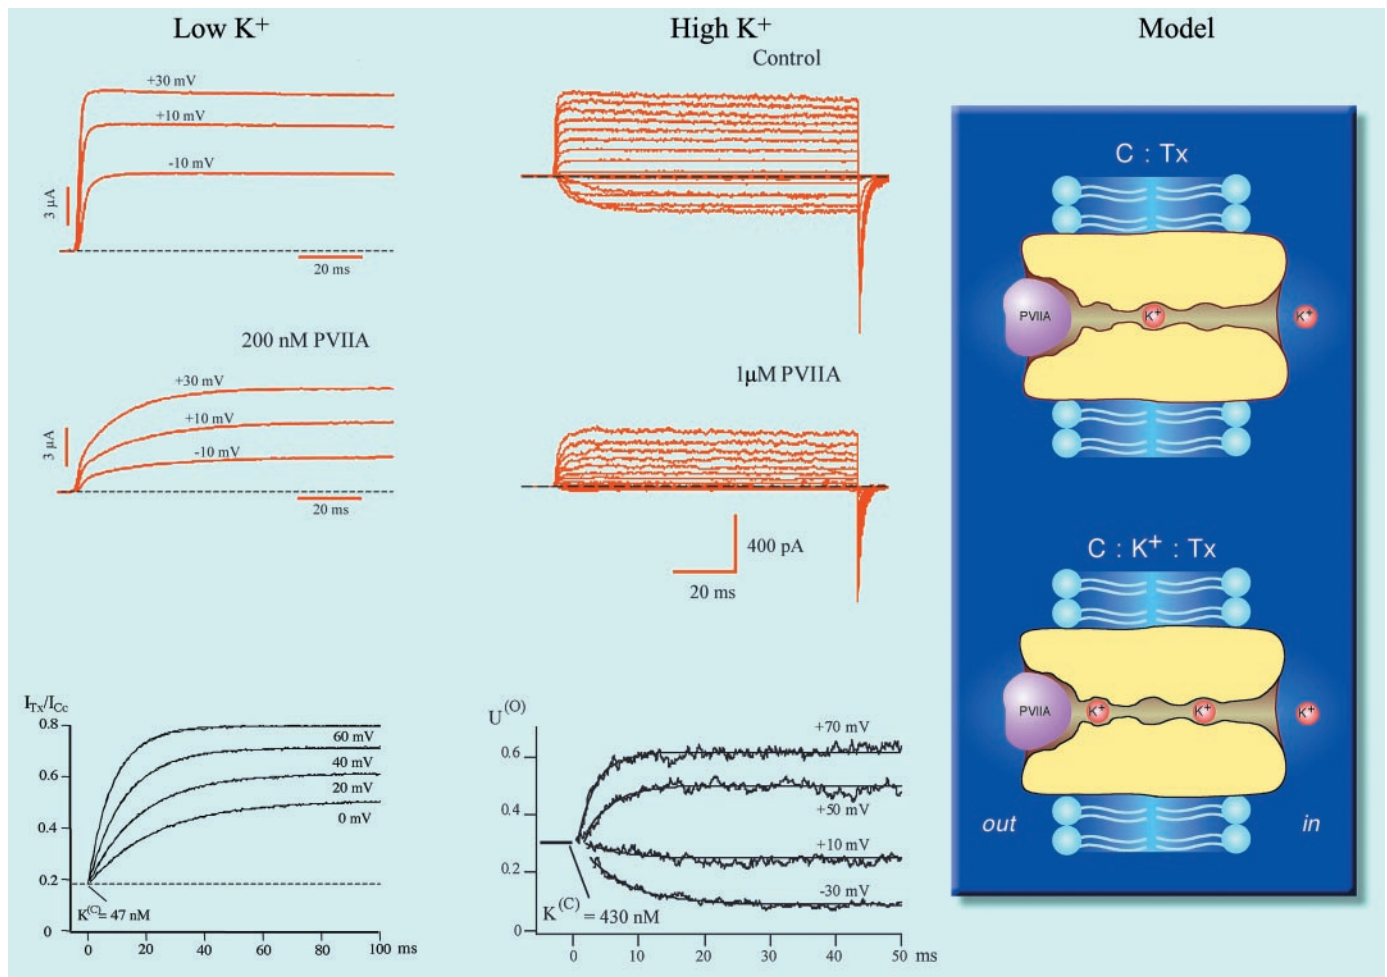 Low K+
High K+
Model
Control
+30 mV
+10 mV
-10 mV
3 µA
20 ms
200 nM PVIIA
+30 mV
+10 mV
-10 mV
3 µA
20 ms
1µM PVIIA
400 pA
20 ms
C : Tx
PVIIA
K+
K+
C : K+ : Tx
PVIIA
K+
K+
K+
out
in
ITx/ICc
0.8
0.6
0.4
0.2
0
60 mV
40 mV
20 mV
0 mV
K(C)= 47 nM
0 20 40 60 80 100 ms
U(O)
0.6
0.4
0.2
0
+70 mV
+50 mV
+10 mV
-30 mV
K(C) = 430 nM
0 10 20 30 40 50 ms